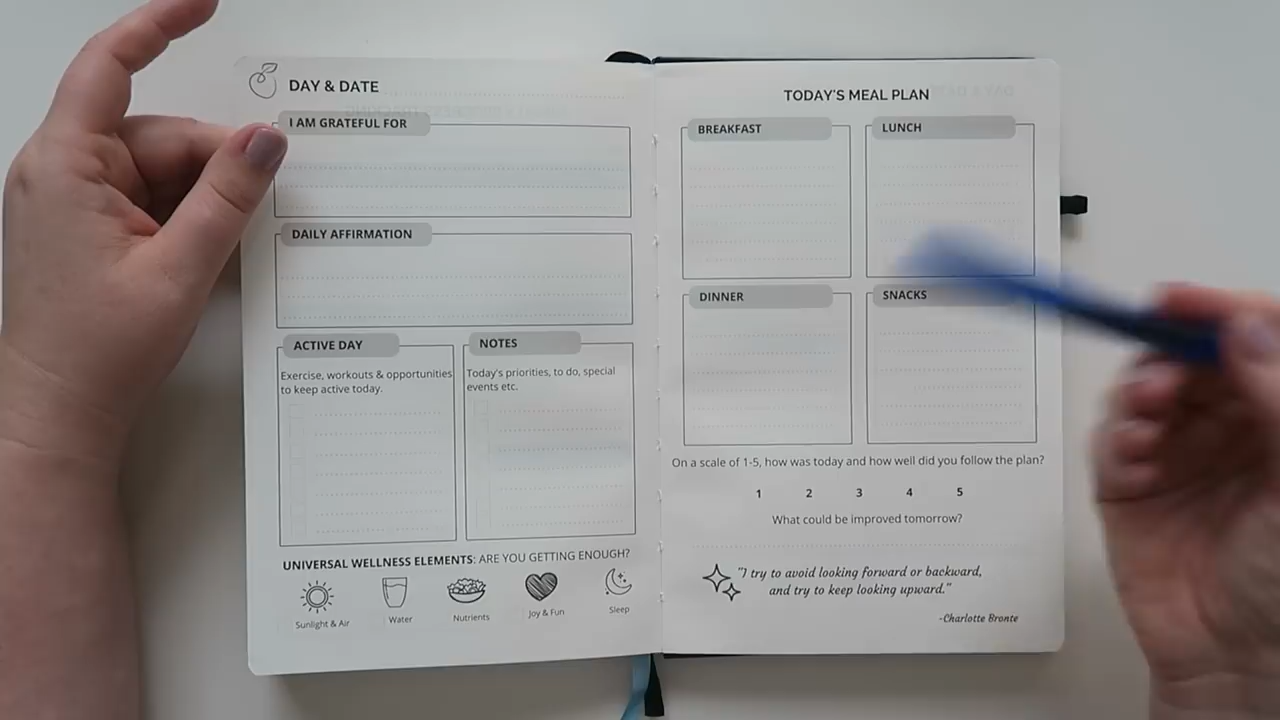 DAY & DATE
I AM GRATEFUL FOR
DAILY AFFIRMATION
ACTIVE DAY
Exercise, workouts & opportunities
to keep active today.
NOTES
Today's priorities, to do, special
events etc.
UNIVERSAL WELLNESS ELEMENTS: ARE YOU GETTING ENOUGH?
Sunlight & Air
Water
Nutrients
Joy & Fun
Sleep
TODAY'S MEAL PLAN
BREAKFAST
LUNCH
DINNER
SNACKS
On a scale of 1-5, how was today and how well did you follow the plan?
1 2 3 4 5
What could be improved tomorrow?
"I try to avoid looking forward or backward,
and try to keep looking upward."
-Charlotte Bronte